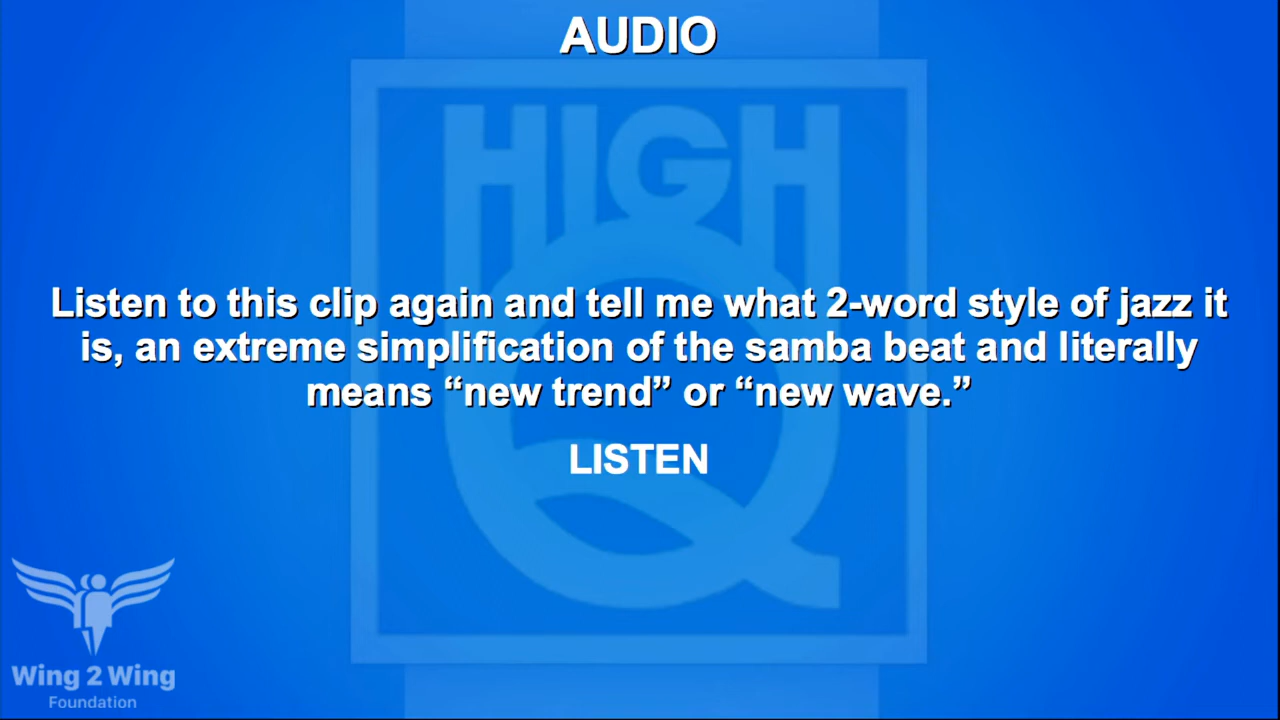 AUDIO
HIGH
Q
Listen to this clip again and tell me what 2-word style of jazz it
is, an extreme simplification of the samba beat and literally
means “new trend” or “new wave.”
LISTEN
Wing 2 Wing
Foundation